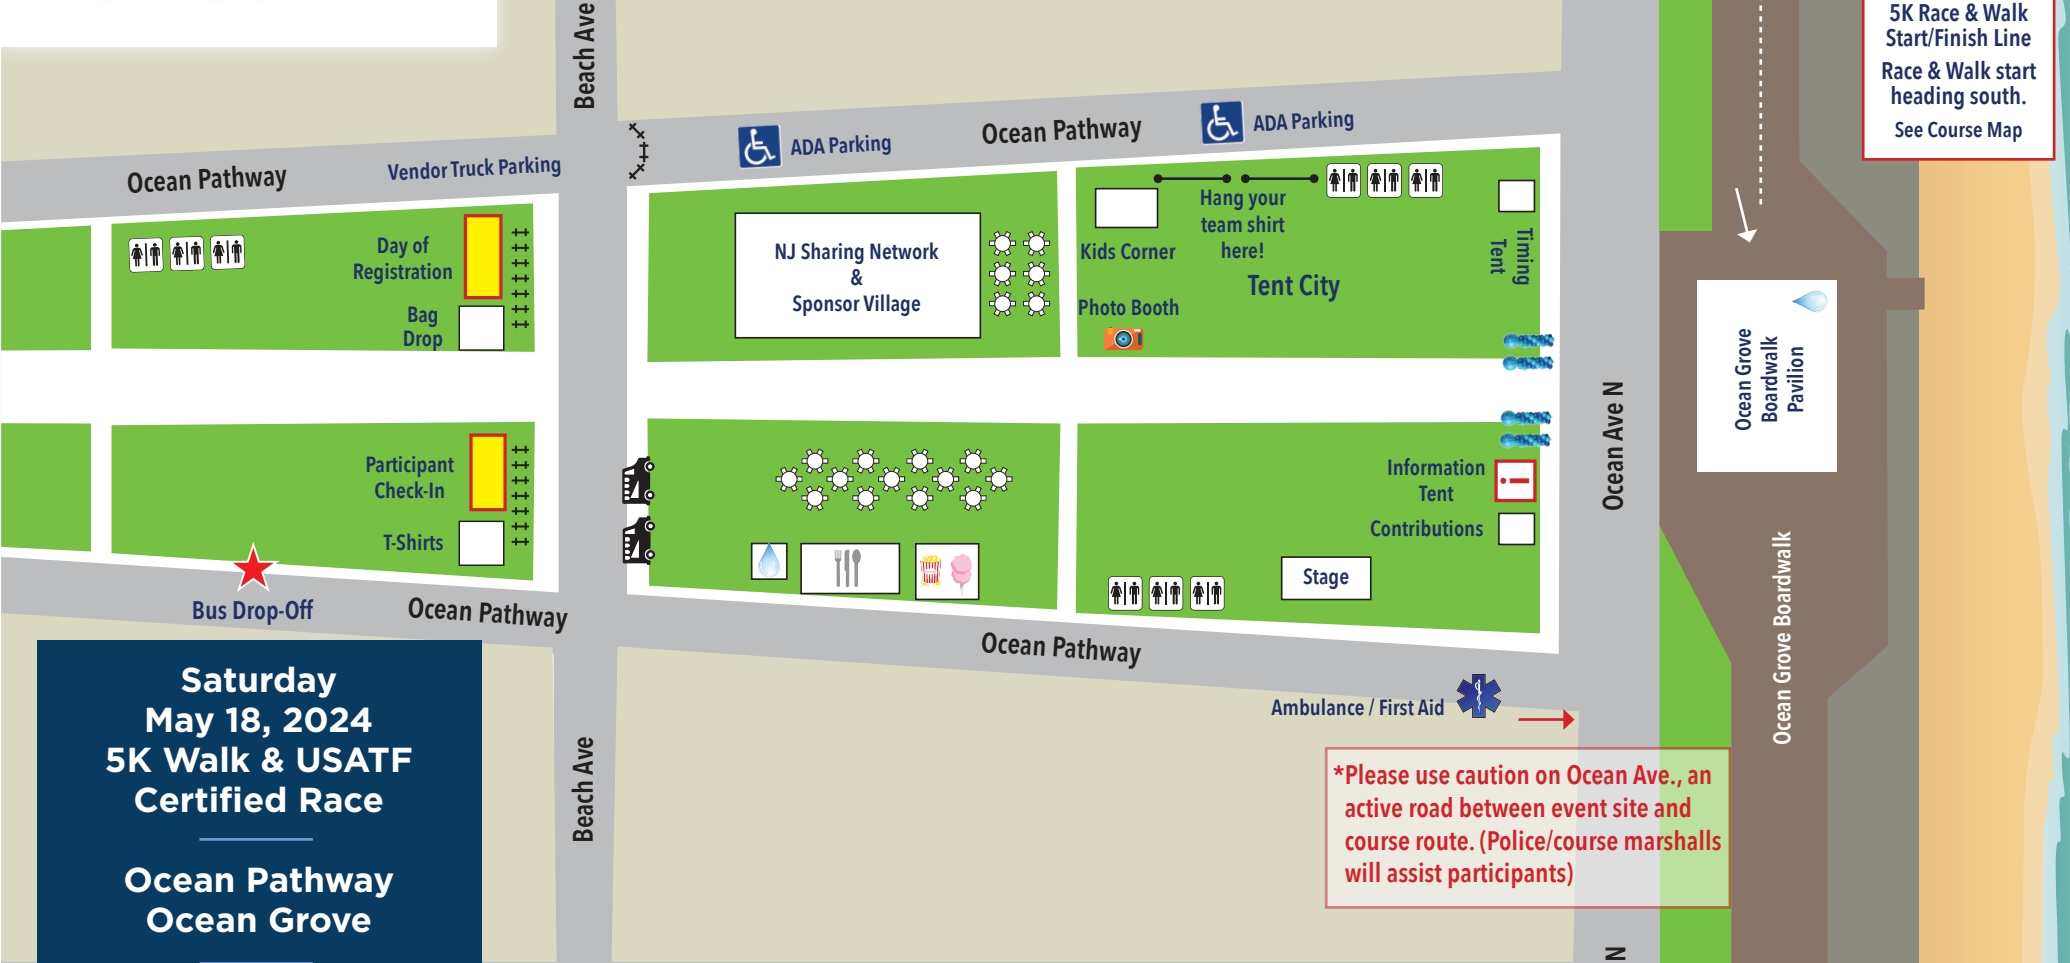 Beach Ave
5K Race & Walk
Start/Finish Line
Race & Walk start
heading south.
See Course Map
Ocean Pathway
Vendor Truck Parking
ADA Parking
Ocean Pathway
ADA Parking
Day of
Registration
Bag
Drop
NJ Sharing Network
&
Sponsor Village
Kids Corner
Hang your
team shirt
here!
Tent City
Photo Booth
Timing
Tent
Ocean Grove
Boardwalk
Pavilion
Ocean Ave N
Participant
Check-In
T-Shirts
Information
Tent
Contributions
Stage
Bus Drop-Off
Ocean Pathway
Ocean Pathway
Ocean Grove Boardwalk
Ambulance / First Aid
Saturday
May 18, 2024
5K Walk & USATF
Certified Race
Ocean Pathway
Ocean Grove
Beach Ave
*Please use caution on Ocean Ave., an
active road between event site and
course route. (Police/course marshalls
will assist participants)
N